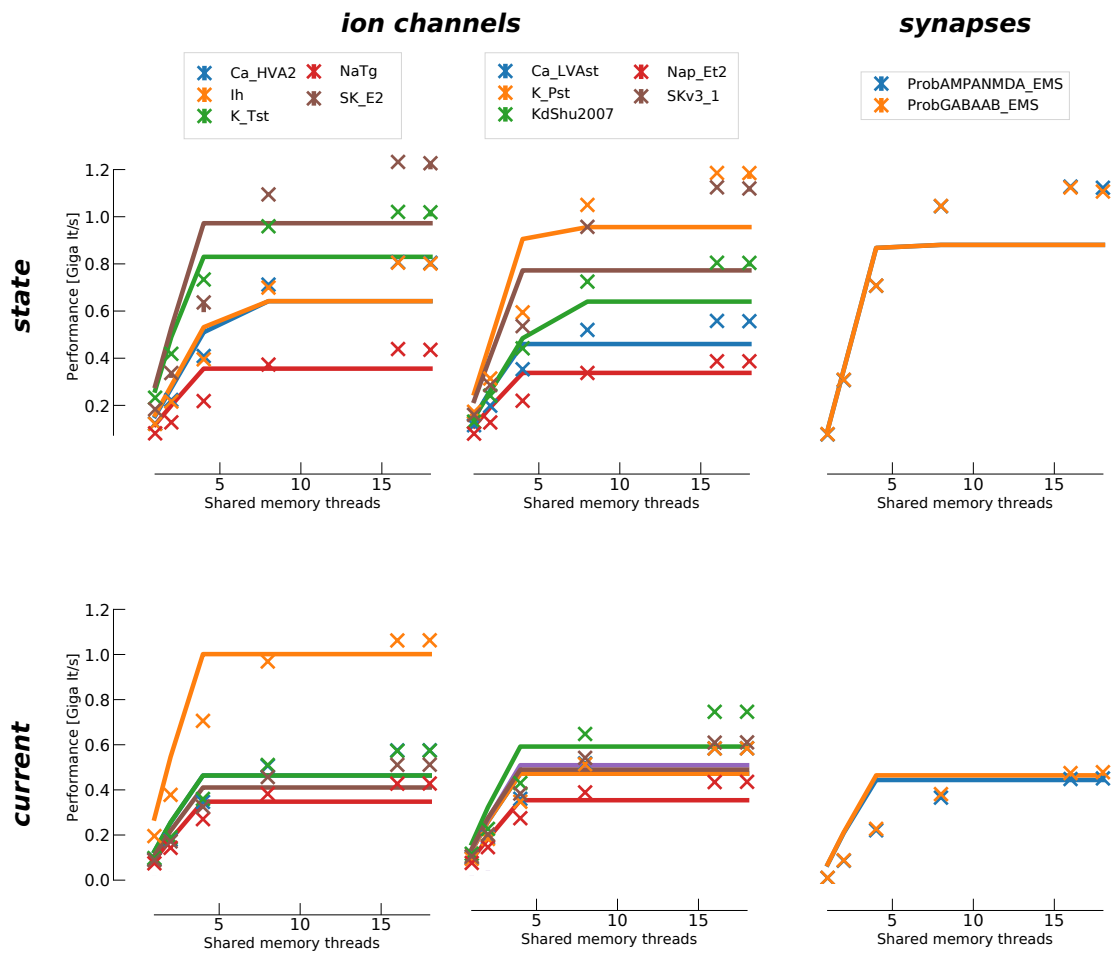 ion channels
synapses
Ca_HVA2
Ih
K_Tst
NaTg
SK_E2
Ca_LVAst
K_Pst
KdShu2007
Nap_Et2
SKv3_1
ProbAMPANMDA_EMS
ProbGABAAB_EMS
state
Performance [Giga It/s]
1.2
1.0
0.8
0.6
0.4
0.2
5 10 15
Shared memory threads
5 10 15
Shared memory threads
5 10 15
Shared memory threads
current
Performance [Giga It/s]
1.2
1.0
0.8
0.6
0.4
0.2
0.0
5 10 15
Shared memory threads
5 10 15
Shared memory threads
5 10 15
Shared memory threads